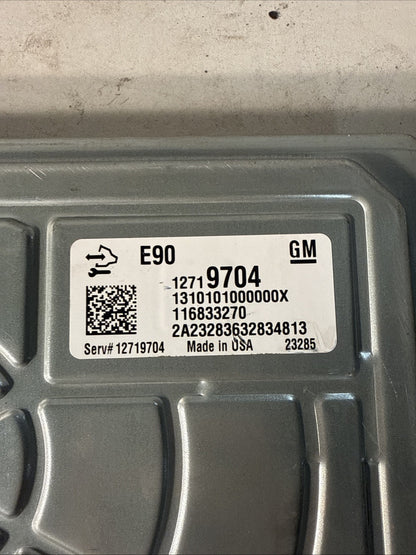 E90
GM
12719704
1310101000000X
116833270
2A23283632834813
Serv# 12719704 Made in USA 23285